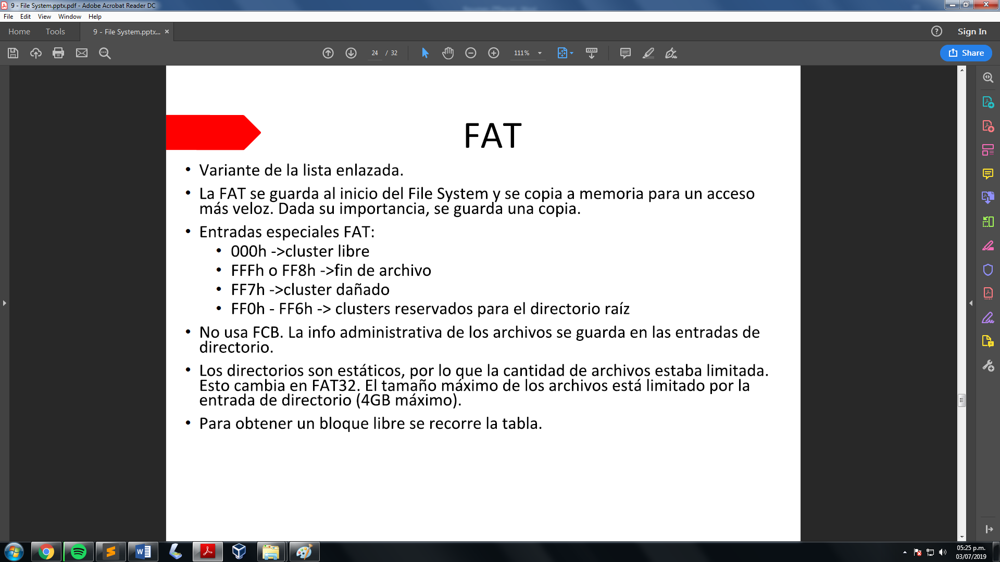 9 - File System.pptx.pdf - Adobe Acrobat Reader DC
File Edit View Window Help
Home Tools 9 - File System.pptx... × Sign In
24 / 32 111% Share
FAT
• Variante de la lista enlazada.
• La FAT se guarda al inicio del File System y se copia a memoria para un acceso
más veloz. Dada su importancia, se guarda una copia.
• Entradas especiales FAT:
• 000h ->cluster libre
• FFFh o FF8h ->fin de archivo
• FF7h ->cluster dañado
• FF0h - FF6h -> clusters reservados para el directorio raíz
• No usa FCB. La info administrativa de los archivos se guarda en las entradas de
directorio.
• Los directorios son estáticos, por lo que la cantidad de archivos estaba limitada.
Esto cambia en FAT32. El tamaño máximo de los archivos está limitado por la
entrada de directorio (4GB máximo).
• Para obtener un bloque libre se recorre la tabla.
05:25 p.m.
03/07/2019